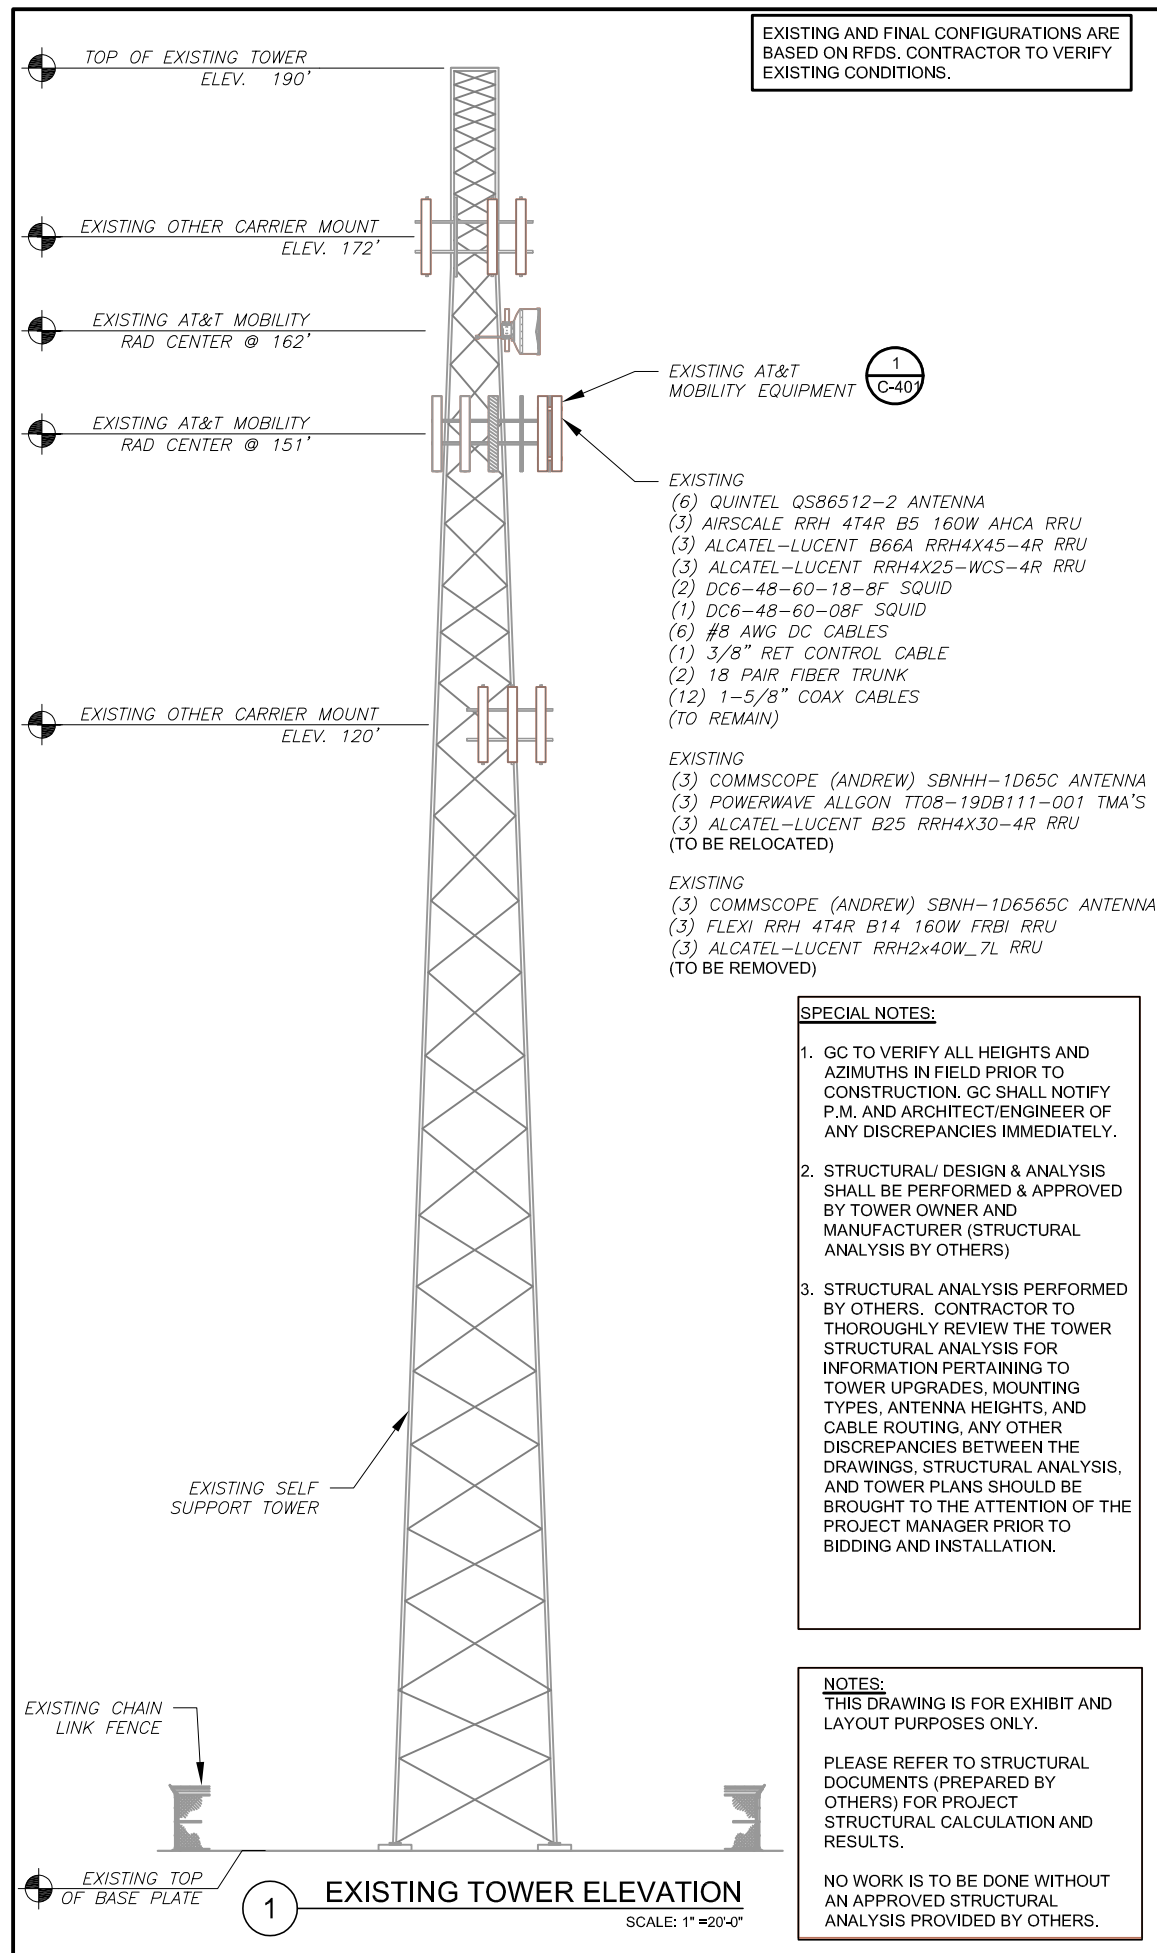 EXISTING AND FINAL CONFIGURATIONS ARE
BASED ON RFDS. CONTRACTOR TO VERIFY
EXISTING CONDITIONS.
TOP OF EXISTING TOWER
ELEV. 190'
EXISTING OTHER CARRIER MOUNT
ELEV. 172'
EXISTING AT&T MOBILITY
RAD CENTER @ 162'
EXISTING AT&T
MOBILITY EQUIPMENT
1
C-401
EXISTING AT&T MOBILITY
RAD CENTER @ 151'
EXISTING
(6) QUINTEL QS86512-2 ANTENNA
(3) AIRSCALE RRH 4T4R B5 160W AHCA RRU
(3) ALCATEL-LUCENT B66A RRH4X45-4R RRU
(3) ALCATEL-LUCENT RRH4X25-WCS-4R RRU
(2) DC6-48-60-18-8F SQUID
(1) DC6-48-60-08F SQUID
(6) #8 AWG DC CABLES
(1) 3/8" RET CONTROL CABLE
(2) 18 PAIR FIBER TRUNK
(12) 1-5/8" COAX CABLES
(TO REMAIN)
EXISTING OTHER CARRIER MOUNT
ELEV. 120'
EXISTING
(3) COMMSCOPE (ANDREW) SBNHH-1D65C ANTENNA
(3) POWERWAVE ALLGON TT08-19DB111-001 TMA'S
(3) ALCATEL-LUCENT B25 RRH4X30-4R RRU
(TO BE RELOCATED)
EXISTING
(3) COMMSCOPE (ANDREW) SBNH-1D6565C ANTENNA
(3) FLEXI RRH 4T4R B14 160W FRBI RRU
(3) ALCATEL-LUCENT RRH2x40W_7L RRU
(TO BE REMOVED)
SPECIAL NOTES:
1. GC TO VERIFY ALL HEIGHTS AND
AZIMUTHS IN FIELD PRIOR TO
CONSTRUCTION. GC SHALL NOTIFY
P.M. AND ARCHITECT/ENGINEER OF
ANY DISCREPANCIES IMMEDIATELY.
2. STRUCTURAL/ DESIGN & ANALYSIS
SHALL BE PERFORMED & APPROVED
BY TOWER OWNER AND
MANUFACTURER (STRUCTURAL
ANALYSIS BY OTHERS)
3. STRUCTURAL ANALYSIS PERFORMED
BY OTHERS. CONTRACTOR TO
THOROUGHLY REVIEW THE TOWER
STRUCTURAL ANALYSIS FOR
INFORMATION PERTAINING TO
TOWER UPGRADES, MOUNTING
TYPES, ANTENNA HEIGHTS, AND
CABLE ROUTING, ANY OTHER
DISCREPANCIES BETWEEN THE
DRAWINGS, STRUCTURAL ANALYSIS,
AND TOWER PLANS SHOULD BE
BROUGHT TO THE ATTENTION OF THE
PROJECT MANAGER PRIOR TO
BIDDING AND INSTALLATION.
EXISTING SELF
SUPPORT TOWER
EXISTING CHAIN
LINK FENCE
NOTES:
THIS DRAWING IS FOR EXHIBIT AND
LAYOUT PURPOSES ONLY.
PLEASE REFER TO STRUCTURAL
DOCUMENTS (PREPARED BY
OTHERS) FOR PROJECT
STRUCTURAL CALCULATION AND
RESULTS.
NO WORK IS TO BE DONE WITHOUT
AN APPROVED STRUCTURAL
ANALYSIS PROVIDED BY OTHERS.
EXISTING TOP
OF BASE PLATE
1
EXISTING TOWER ELEVATION
SCALE: 1" =20'-0"